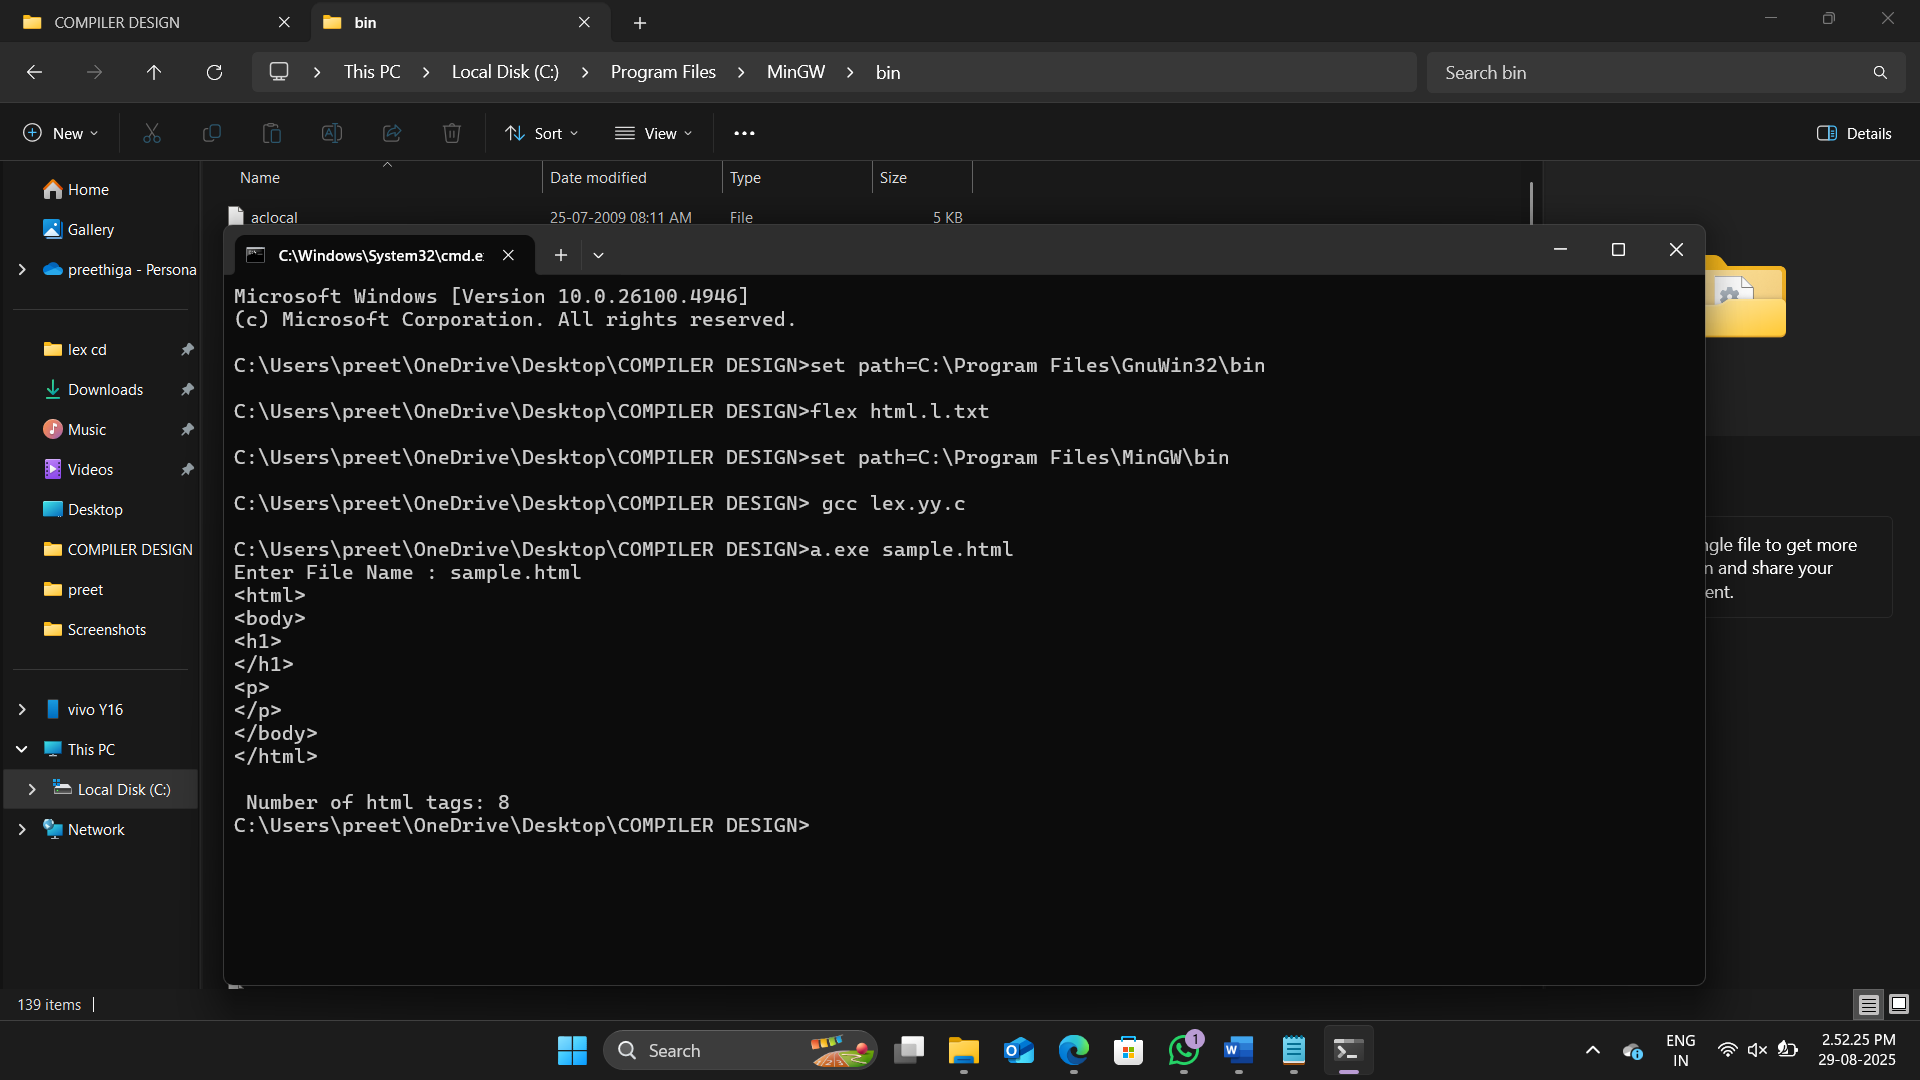 COMPILER DESIGN
bin
This PC
Local Disk (C:)
Program Files
MinGW
bin
Search bin
New
Sort
View
Details
Home
Gallery
preethiga - Persona
lex cd
Downloads
Music
Videos
Desktop
COMPILER DESIGN
preet
Screenshots
vivo Y16
This PC
Local Disk (C:)
Network
Name
Date modified
Type
Size
aclocal
25-07-2009 08:11 AM
File
5 KB
C:\Windows\System32\cmd.e
Microsoft Windows [Version 10.0.26100.4946]
(c) Microsoft Corporation. All rights reserved.
C:\Users\preet\OneDrive\Desktop\COMPILER DESIGN>set path=C:\Program Files\GnuWin32\bin
C:\Users\preet\OneDrive\Desktop\COMPILER DESIGN>flex html.l.txt
C:\Users\preet\OneDrive\Desktop\COMPILER DESIGN>set path=C:\Program Files\MinGW\bin
C:\Users\preet\OneDrive\Desktop\COMPILER DESIGN> gcc lex.yy.c
C:\Users\preet\OneDrive\Desktop\COMPILER DESIGN>a.exe sample.html
Enter File Name : sample.html
<html>
<body>
<h1>
</h1>
<p>
</p>
</body>
</html>
Number of html tags: 8
C:\Users\preet\OneDrive\Desktop\COMPILER DESIGN>
ngle file to get more
n and share your
ent.
139 items
Search
1
ENG
IN
2.52.25 PM
29-08-2025